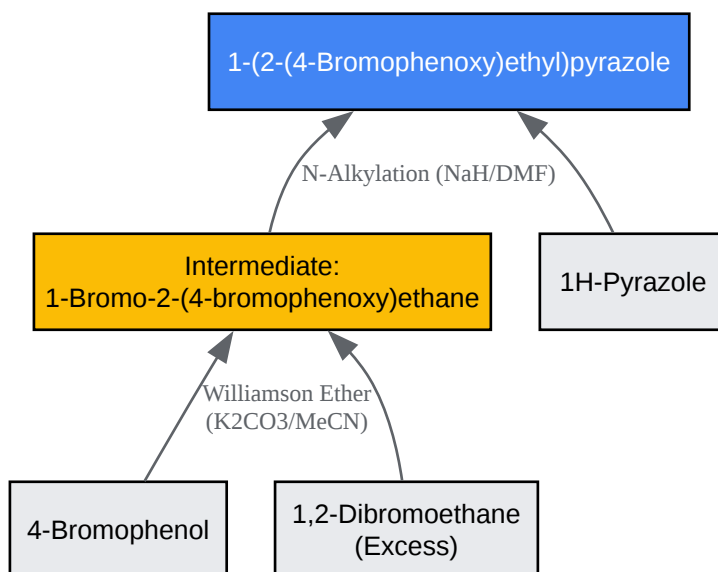 1-(2-(4-Bromophenoxy)ethyl)pyrazole
N-Alkylation (NaH/DMF)
Intermediate:
1-Bromo-2-(4-bromophenoxy)ethane
1H-Pyrazole
Williamson Ether
(K2CO3/MeCN)
4-Bromophenol
1,2-Dibromoethane
(Excess)